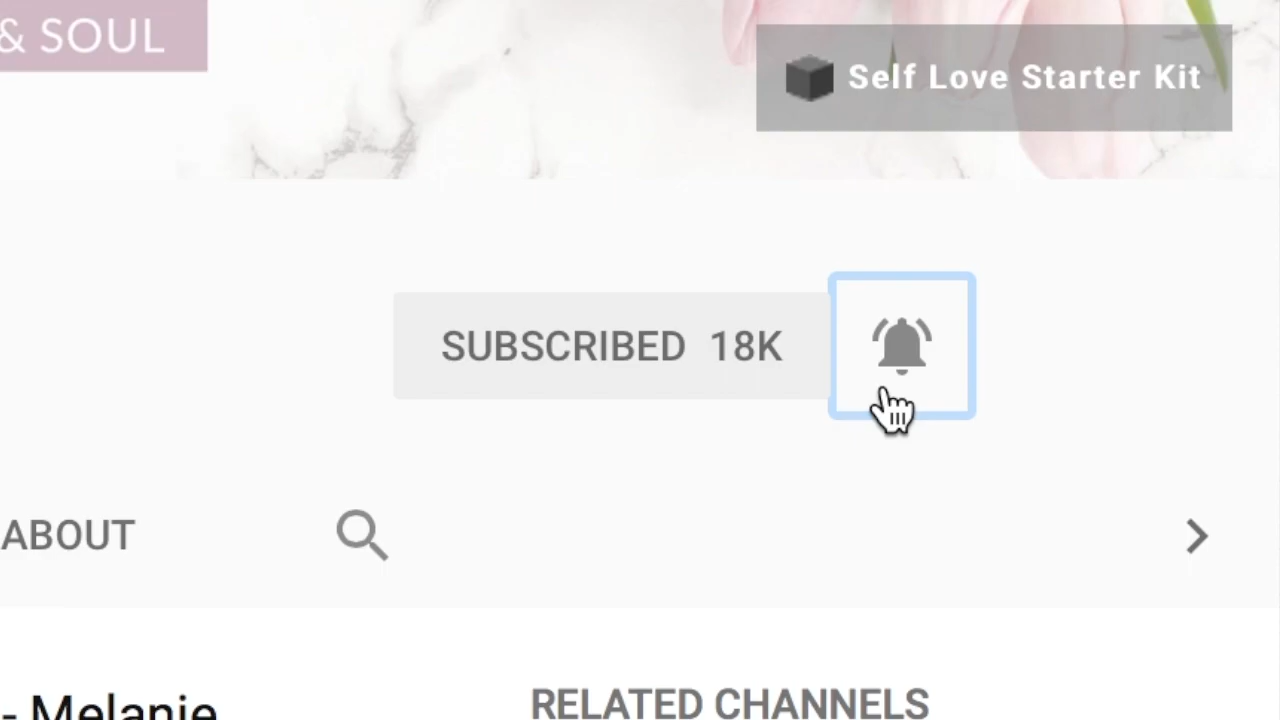 & SOUL
Self Love Starter Kit
SUBSCRIBED 18K
ABOUT
- Melanie
RELATED CHANNELS